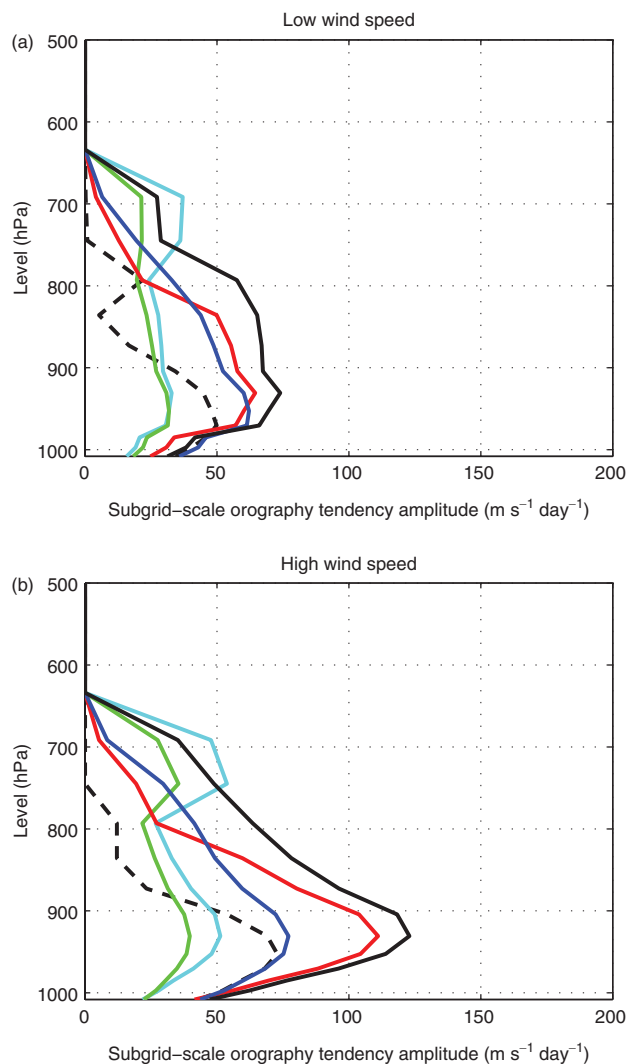 Low wind speed
(a)
500
600
700
800
900
1000
Level (hPa)
0
50
100
150
200
Subgrid−scale orography tendency amplitude (m s⁻¹ day⁻¹)
High wind speed
(b)
500
600
700
800
900
1000
Level (hPa)
0
50
100
150
200
Subgrid−scale orography tendency amplitude (m s⁻¹ day⁻¹)